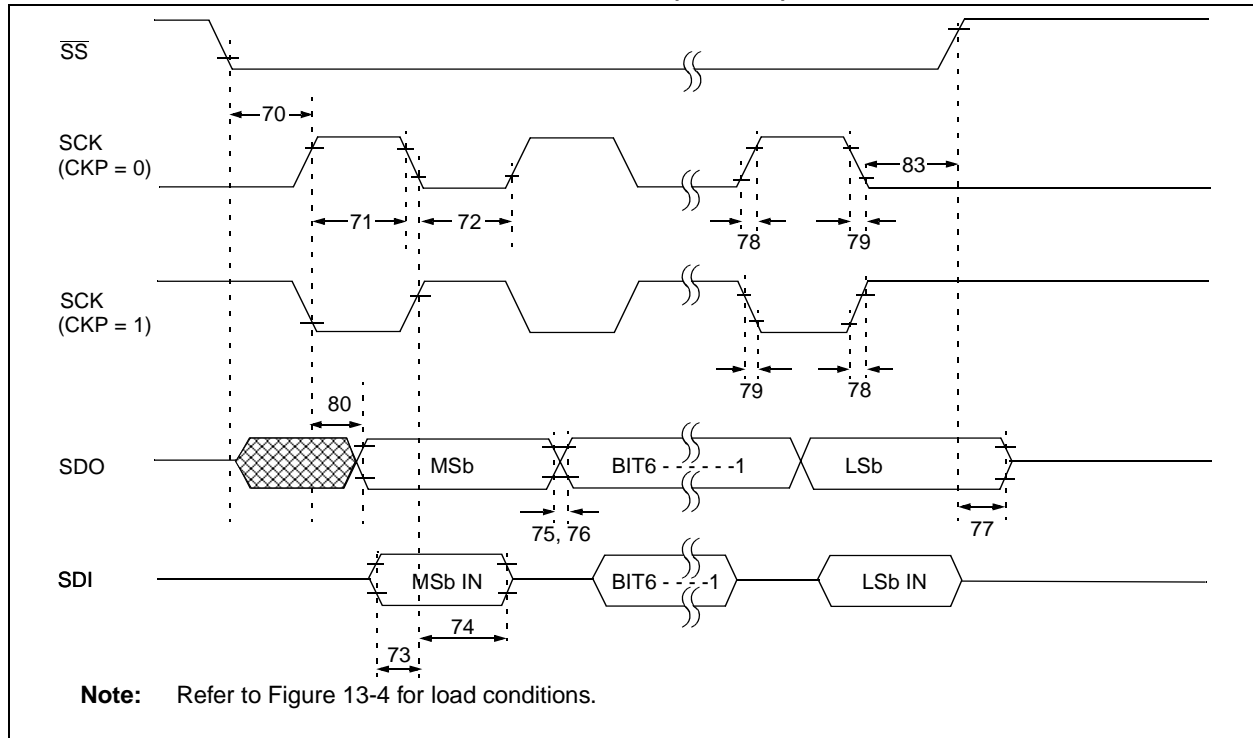 SS
70
SCK
(CKP = 0)
83
71
72
78
79
SCK
(CKP = 1)
79
78
80
SDO
MSb
BIT6 - - - - - -1
LSb
75, 76
77
SDI
MSb IN
BIT6 - - - -1
LSb IN
74
73
Note: Refer to Figure 13-4 for load conditions.